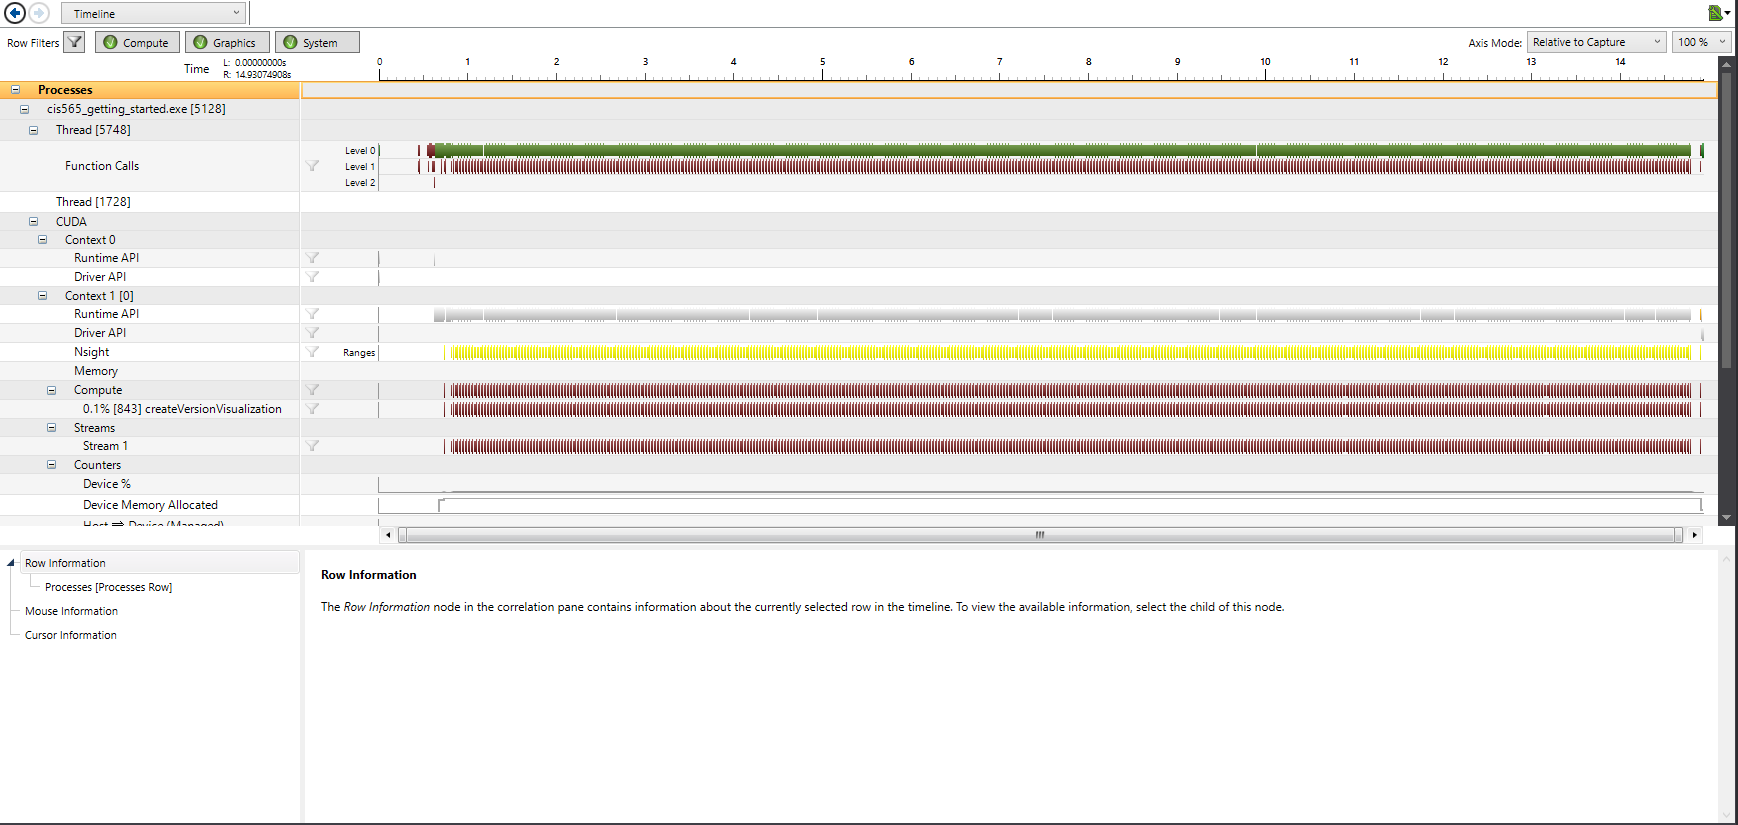 Timeline
Row Filters Compute Graphics System Axis Mode: Relative to Capture 100 %
Time L: 0.00000000s
R: 14.93074908s
0 1 2 3 4 5 6 7 8 9 10 11 12 13 14
Processes
cis565_getting_started.exe [5128]
Thread [5748]
Level 0
Function Calls Level 1
Level 2
Thread [1728]
CUDA
Context 0
Runtime API
Driver API
Context 1 [0]
Runtime API
Driver API
Nsight Ranges
Memory
Compute
0.1% [843] createVersionVisualization
Streams
Stream 1
Counters
Device %
Device Memory Allocated
Host ⇒ Device (Managed)
Row Information
Processes [Processes Row]
Mouse Information
Cursor Information
Row Information
The Row Information node in the correlation pane contains information about the currently selected row in the timeline. To view the available information, select the child of this node.